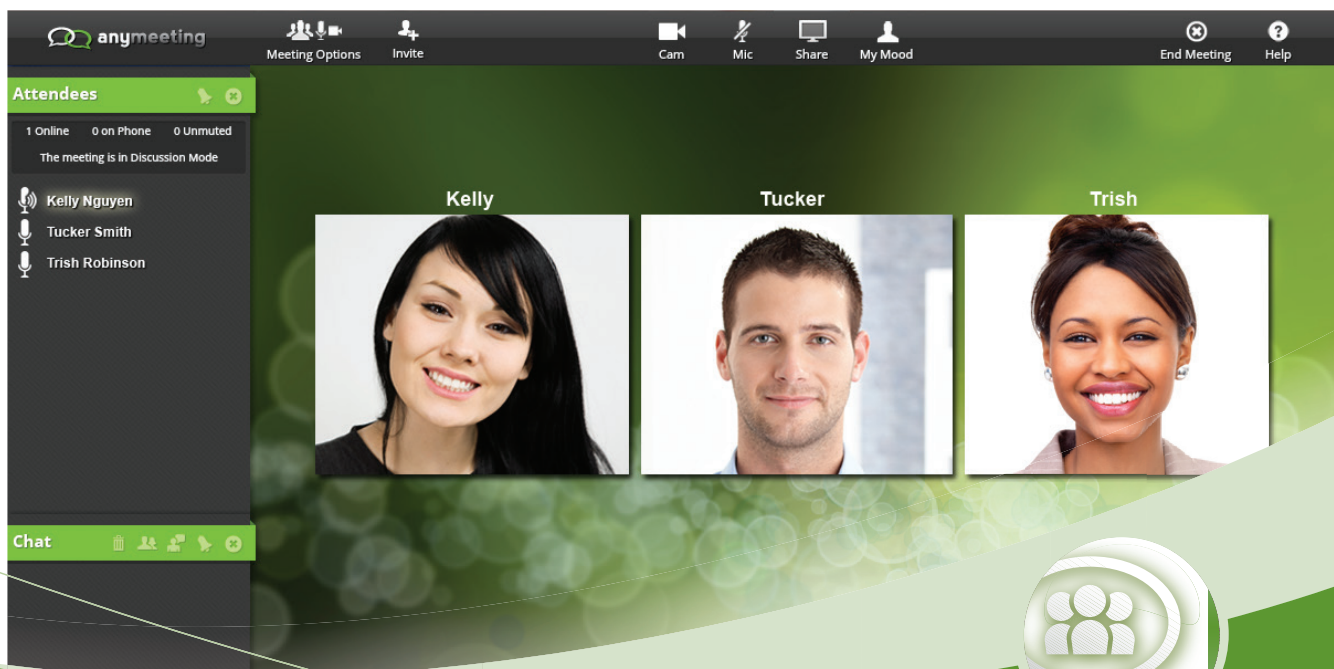 anymeeting
Meeting Options
Invite
Cam
Mic
Share
My Mood
End Meeting
Help
Attendees
1 Online 0 on Phone 0 Unmuted
The meeting is in Discussion Mode
Kelly Nguyen
Tucker Smith
Trish Robinson
Kelly
Tucker
Trish
Chat